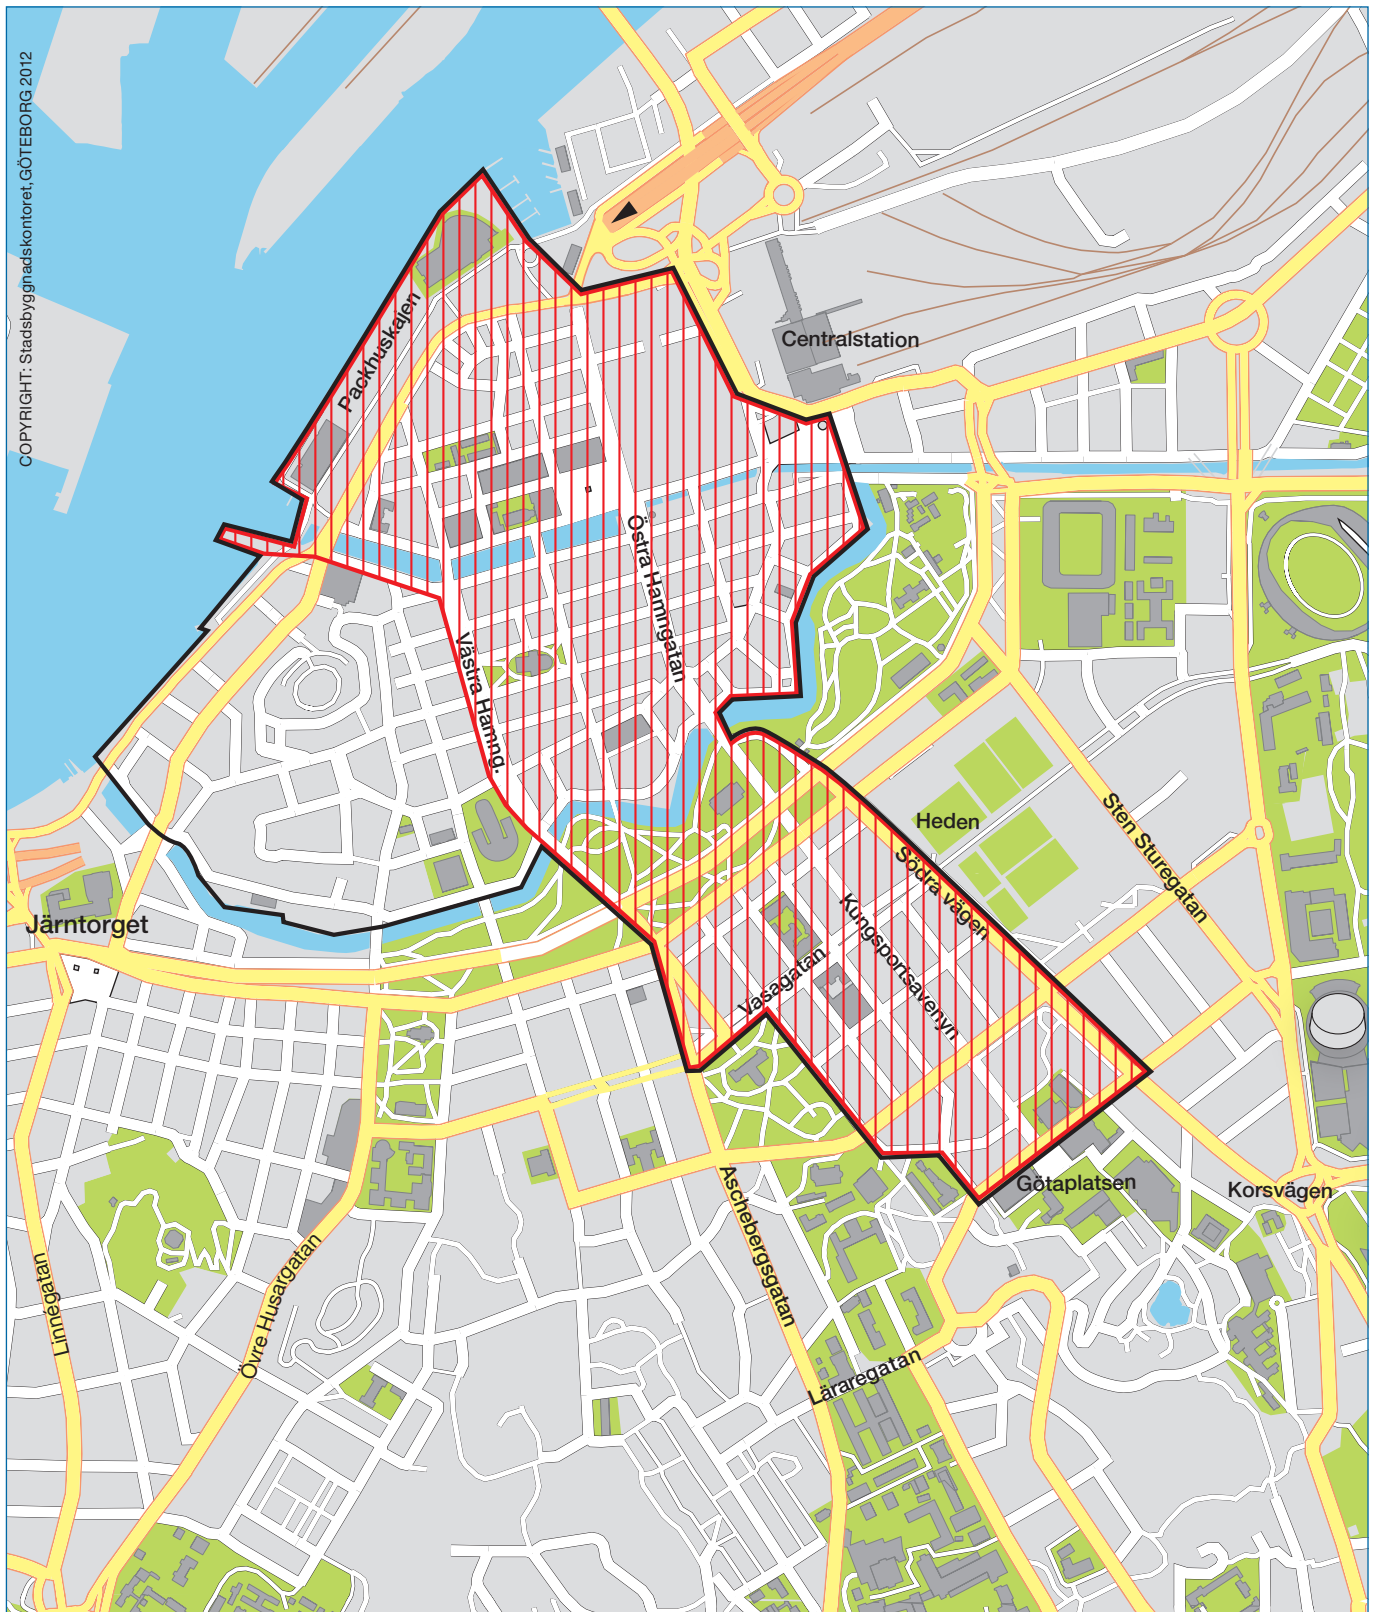 COPYRIGHT: Stadsbyggnadskontoret,GÖTEBORG 2012
Packhuskajen
Centralstation
Östra Hamngatan
Västra Hamng.
Heden
Sten Sturegatan
Södra vägen
Kungsportsavenyn
Järntorget
Vasagatan
Götaplatsen
Korsvägen
Aschebergsgatan
Linnégatan
Övre Husargatan
Läraregatan